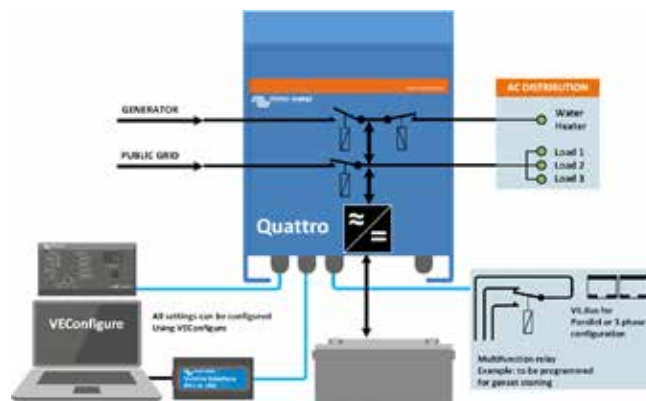 victron energy
GENERATOR
PUBLIC GRID
AC DISTRIBUTION
Water
Heater
Load 1
Load 2
Load 3
Quattro
VEConfigure
All settings can be configured
Using VEConfigure
VE.Bus for
Parallel or 3 phase
configuration
Multifunction relay
Example: to be programmed
for genset starting